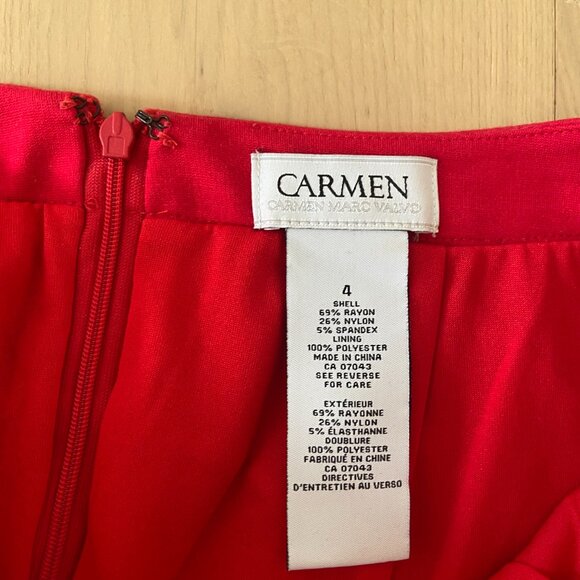 CARMEN
CARMEN MARC VALVO
4
SHELL
69% RAYON
26% NYLON
5% SPANDEX
LINING
100% POLYESTER
MADE IN CHINA
CA 07043
SEE REVERSE
FOR CARE
EXTÉRIEUR
69% RAYONNE
26% NYLON
5% ÉLASTHANNE
DOUBLURE
100% POLYESTER
FABRIQUÉ EN CHINE
CA 07043
DIRECTIVES
D'ENTRETIEN AU VERSO